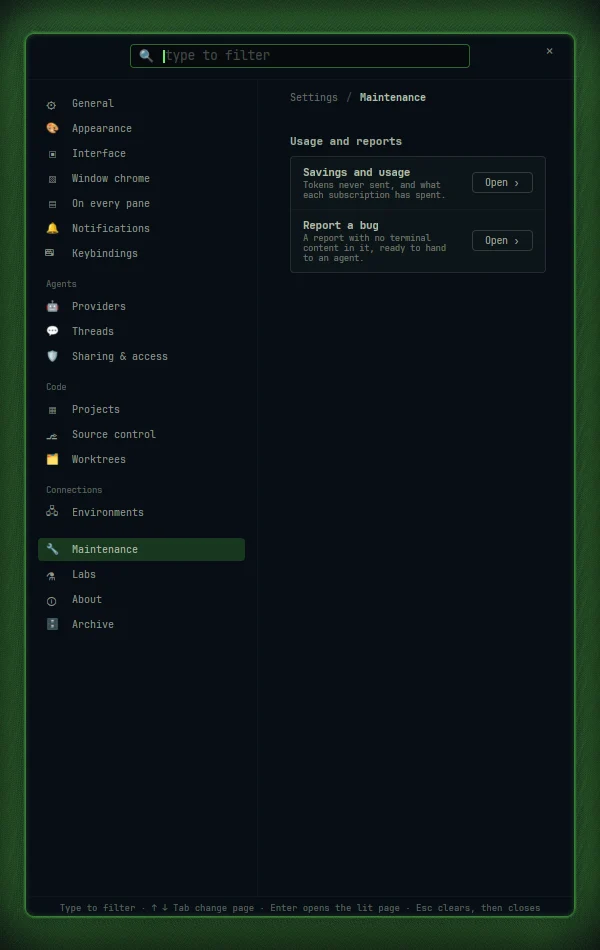 type to filter
×
General
Appearance
Interface
Window chrome
On every pane
Notifications
Keybindings
Agents
Providers
Threads
Sharing & access
Code
Projects
Source control
Worktrees
Connections
Environments
Maintenance
Labs
About
Archive
Settings / Maintenance
Usage and reports
Savings and usage
Tokens never sent, and what
each subscription has spent.
Open ›
Report a bug
A report with no terminal
content in it, ready to hand
to an agent.
Open ›
Type to filter · ↑ ↓ Tab change page · Enter opens the lit page · Esc clears, then closes